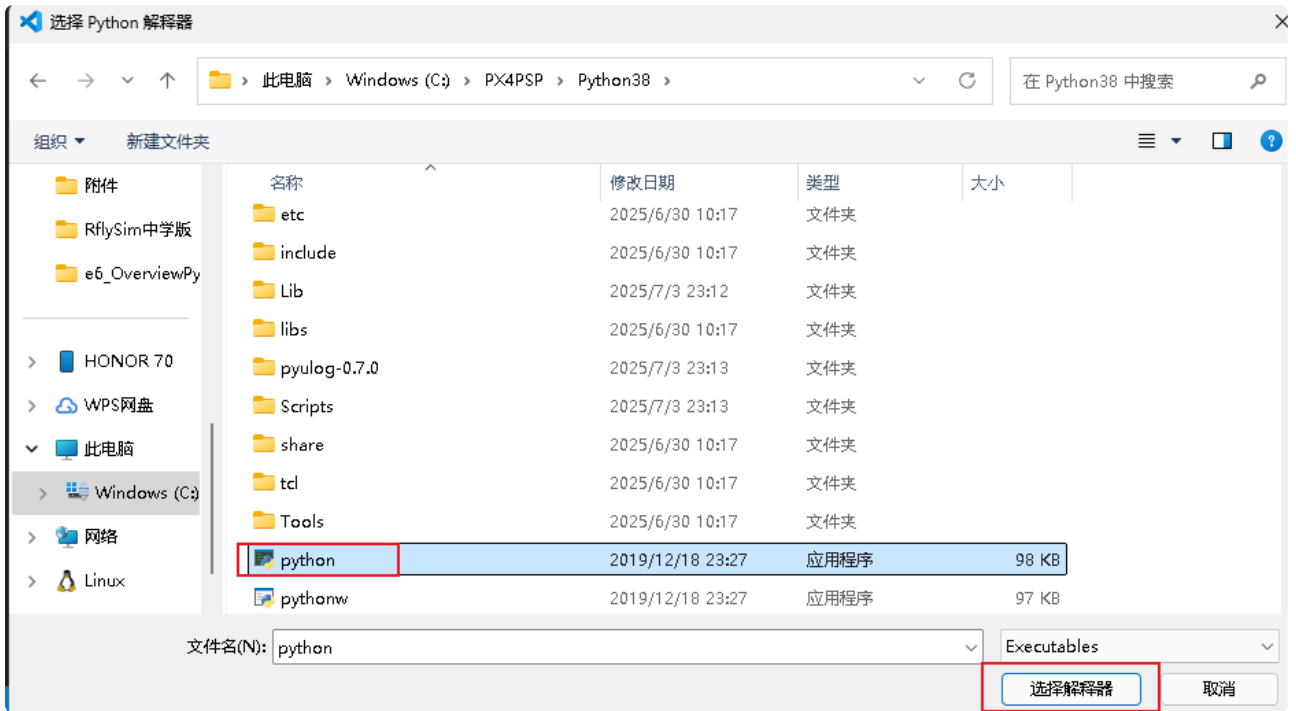 选择 Python 解释器
此电脑 > Windows (C:) > PX4PSP > Python38 >
在 Python38 中搜索
组织 新建文件夹
附件
RflySim中学版
e6_OverviewPy
HONOR 70
WPS网盘
此电脑
Windows (C:)
网络
Linux
名称 修改日期 类型 大小
etc 2025/6/30 10:17 文件夹
include 2025/6/30 10:17 文件夹
Lib 2025/7/3 23:12 文件夹
libs 2025/6/30 10:17 文件夹
pyulog-0.7.0 2025/7/3 23:13 文件夹
Scripts 2025/7/3 23:13 文件夹
share 2025/6/30 10:17 文件夹
tcl 2025/6/30 10:17 文件夹
Tools 2025/6/30 10:17 文件夹
python 2019/12/18 23:27 应用程序 98 KB
pythonw 2019/12/18 23:27 应用程序 97 KB
文件名(N): python Executables
选择解释器 取消